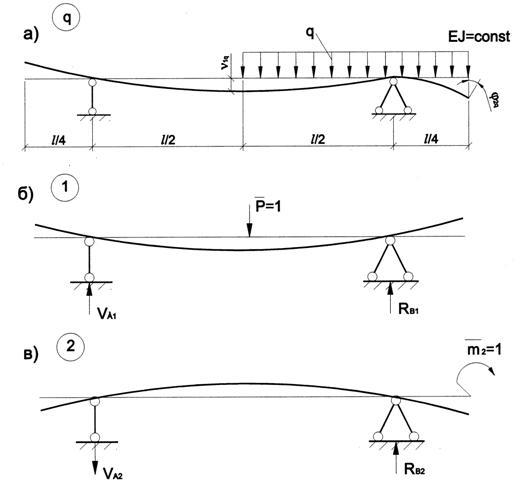 q
а)
q
EJ=const
V₁q
φ₂q
l/4
l/2
l/2
l/4
1
б)
P̅=1
V_A1
R_B1
2
в)
m̅₂=1
V_A2
R_B2